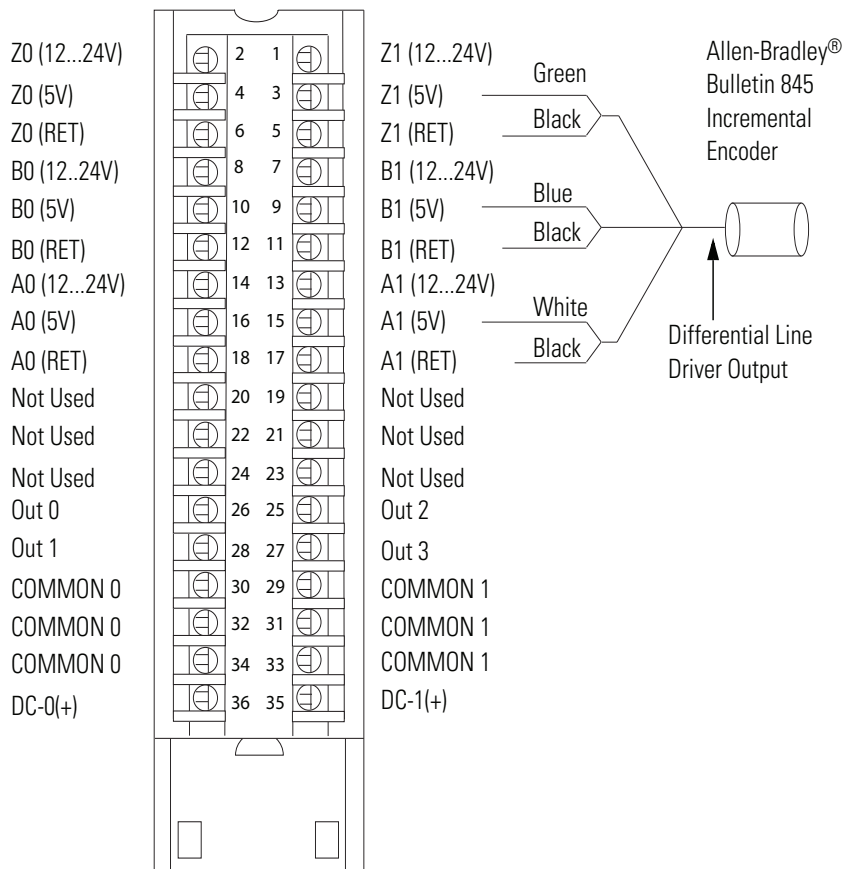 Z0 (12...24V) 2 1 Z1 (12...24V)
Z0 (5V) 4 3 Z1 (5V)
Z0 (RET) 6 5 Z1 (RET)
B0 (12..24V) 8 7 B1 (12...24V)
B0 (5V) 10 9 B1 (5V)
B0 (RET) 12 11 B1 (RET)
A0 (12...24V) 14 13 A1 (12...24V)
A0 (5V) 16 15 A1 (5V)
A0 (RET) 18 17 A1 (RET)
Not Used 20 19 Not Used
Not Used 22 21 Not Used
Not Used 24 23 Not Used
Out 0 26 25 Out 2
Out 1 28 27 Out 3
COMMON 0 30 29 COMMON 1
COMMON 0 32 31 COMMON 1
COMMON 0 34 33 COMMON 1
DC-0(+) 36 35 DC-1(+)
Green
Black
Blue
Black
White
Black
Allen-Bradley®
Bulletin 845
Incremental
Encoder
Differential Line
Driver Output